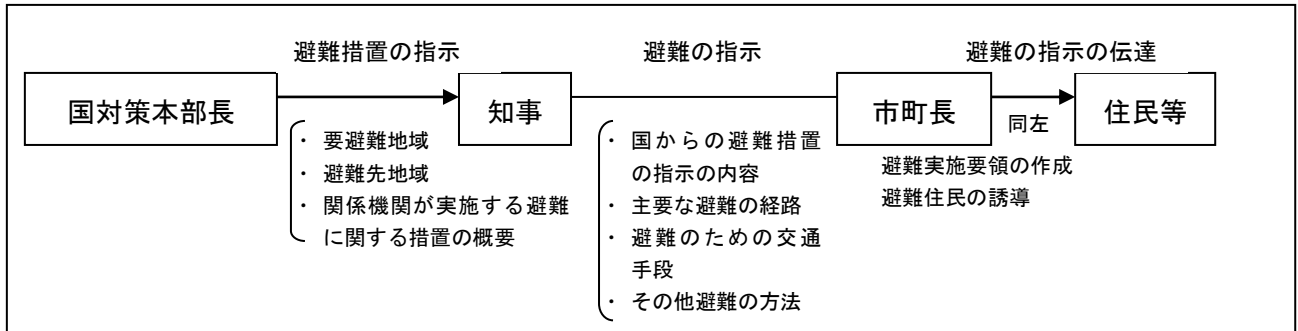 避難措置の指示
避難の指示
避難の指示の伝達
国対策本部長
知事
市町長
住民等
同左
・ 要避難地域
・ 避難先地域
・ 関係機関が実施する避難
に関する措置の概要
・ 国からの避難措置
の指示の内容
・ 主要な避難の経路
・ 避難のための交通
手段
・ その他避難の方法
避難実施要領の作成
避難住民の誘導